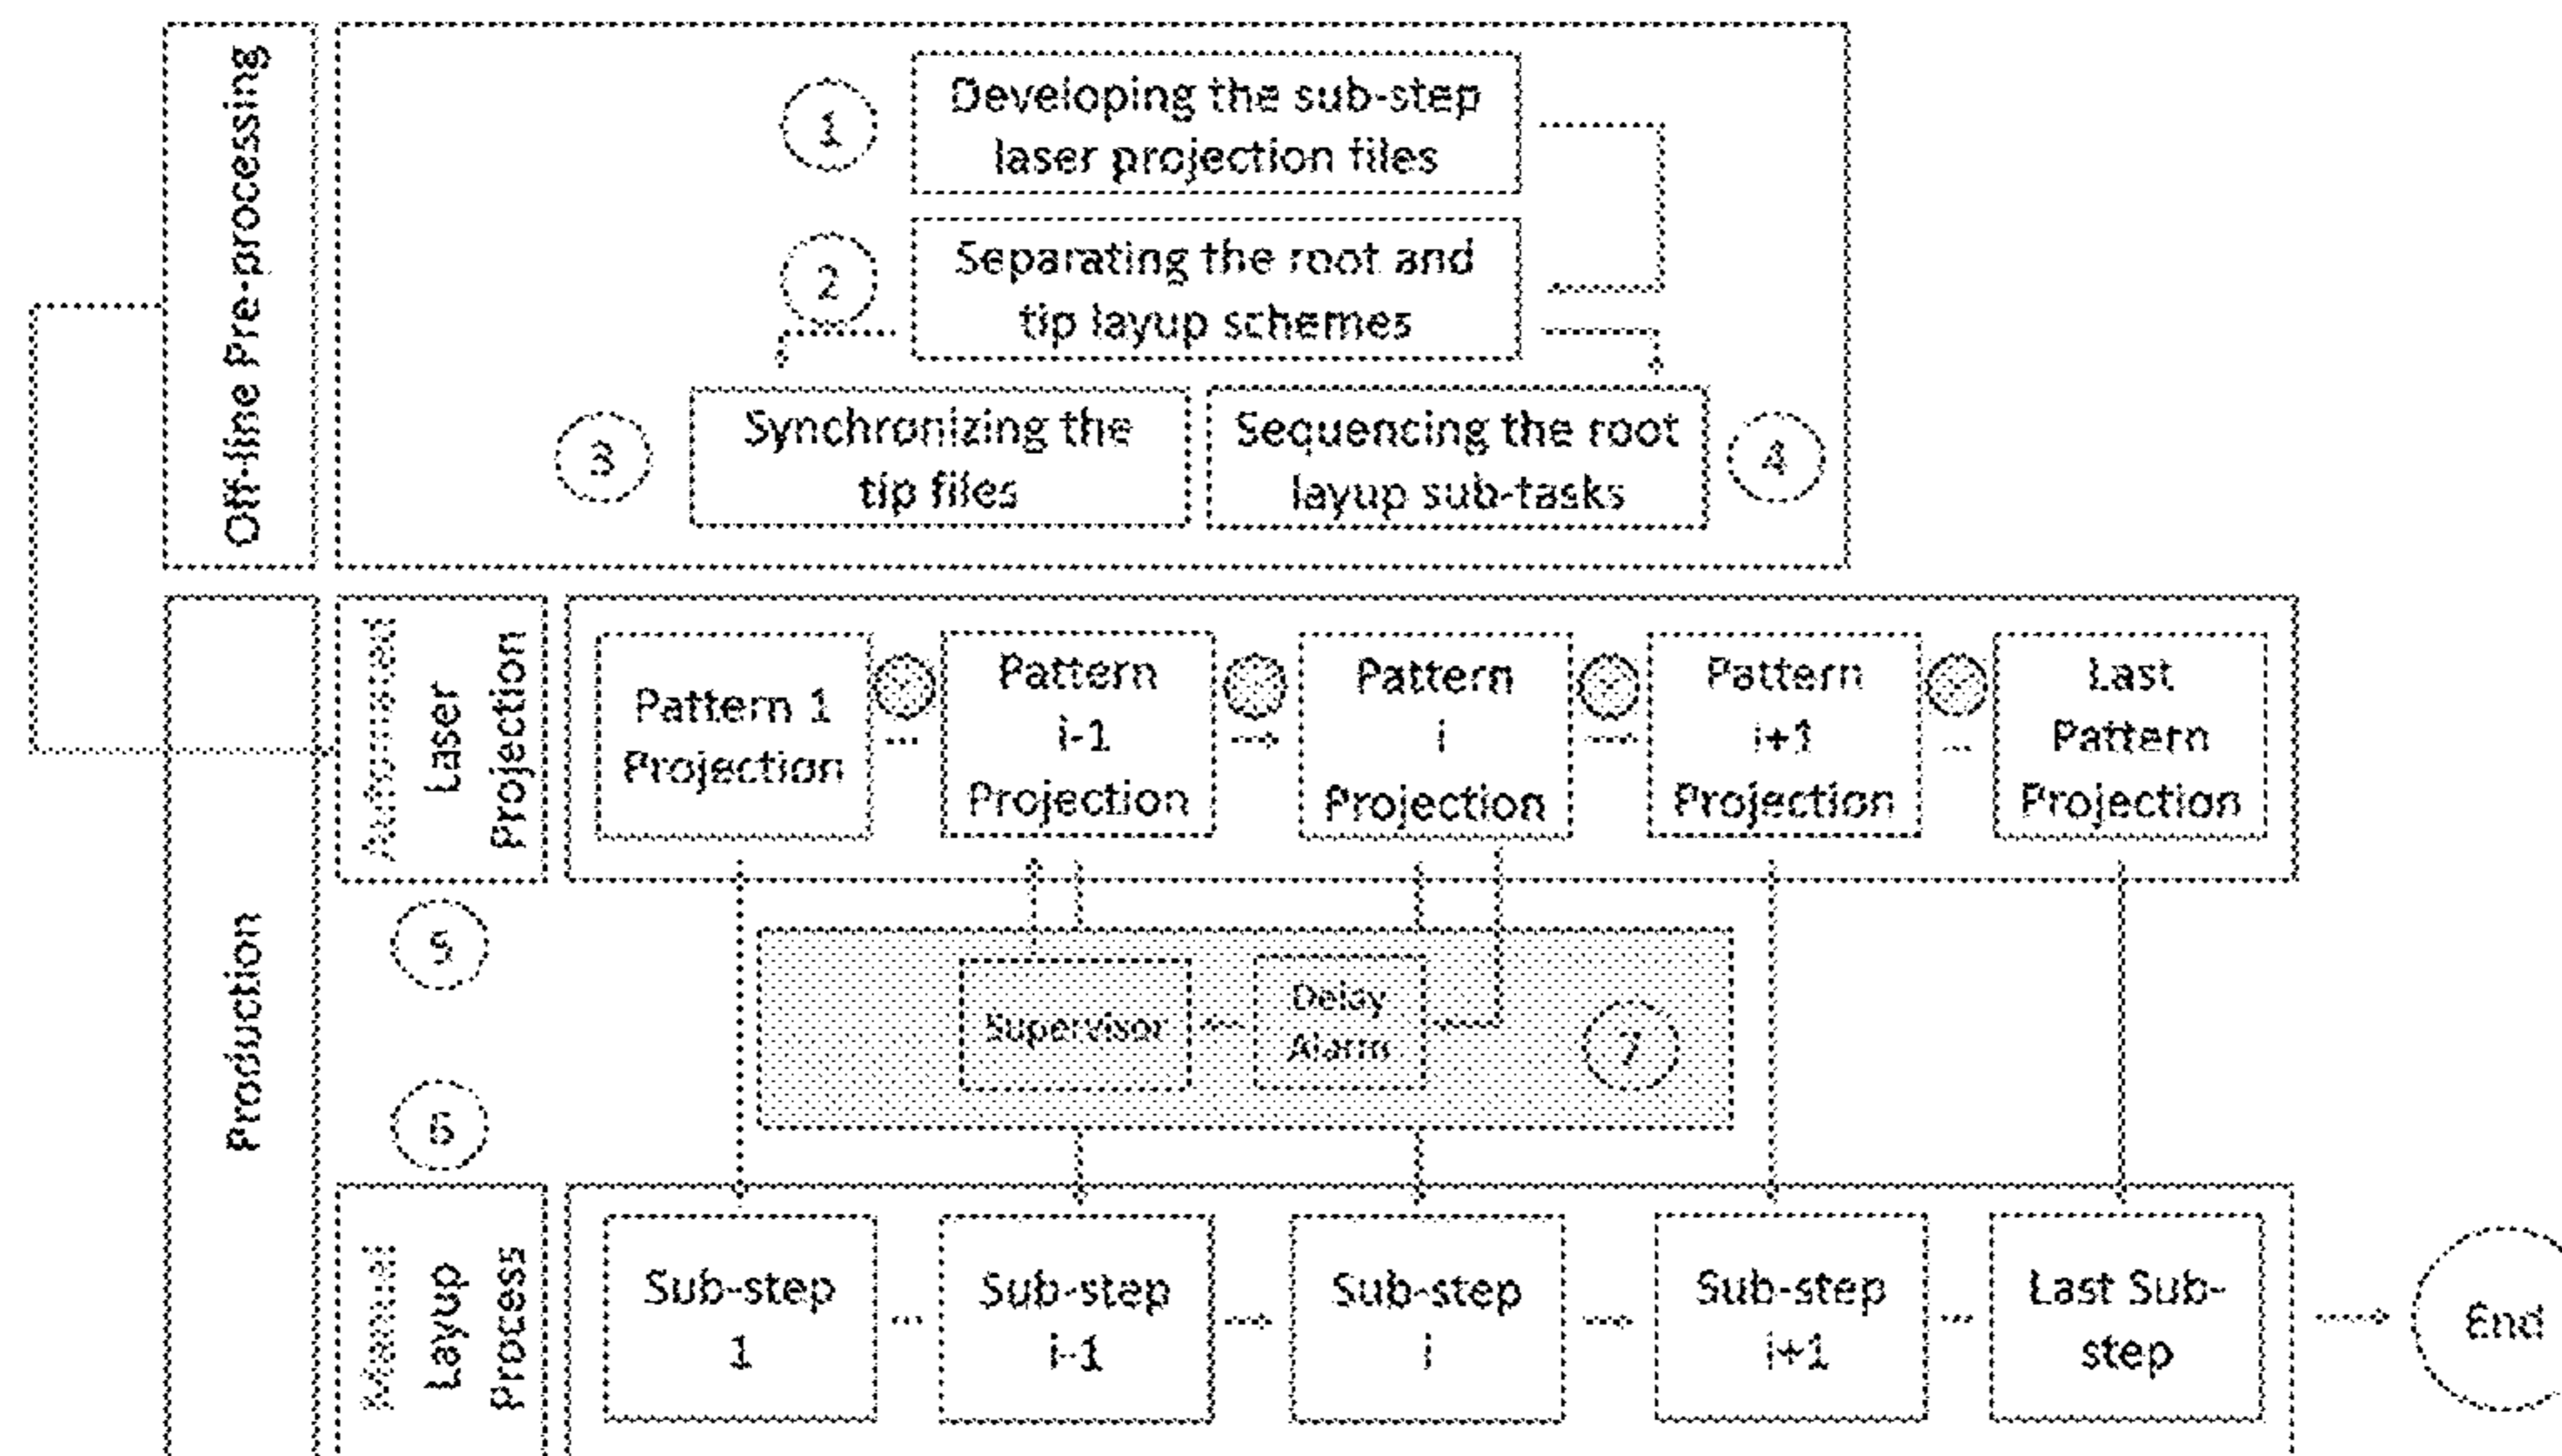 Off-line Pre-processing
1
Developing the sub-step
laser projection files
2
Separating the root and
tip layup schemes
3
Synchronizing the
tip files
Sequencing the root
layup sub-tasks
4
Production
Automated
Laser
Projection
Pattern 1
Projection
Pattern
i-1
Projection
Pattern
i
Projection
Pattern
i+1
Projection
Last
Pattern
Projection
5
Supervisor
Delay
Alarm
7
6
Manual
Layup
Process
Sub-step
1
Sub-step
i-1
Sub-step
i
Sub-step
i+1
Last Sub-
step
End